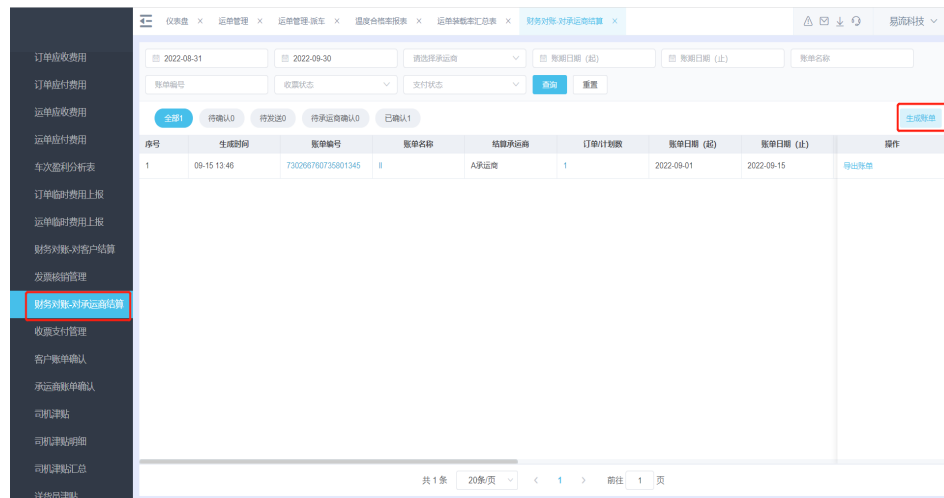 仪表盘 × 运单管理 × 运单管理-派车 × 温度合格率报表 × 运单装载率汇总表 × 财务对账-对承运商结算 × 易流科技
订单应收费用
订单应付费用
运单应收费用
运单应付费用
车次盈利分析表
订单临时费用上报
运单临时费用上报
财务对账-对客户结算
发票核销管理
财务对账-对承运商结算
收票支付管理
客户账单确认
承运商账单确认
司机津贴
司机津贴明细
司机津贴汇总
送货员津贴
2022-08-31 2022-09-30 请选择承运商 账期日期 (起) 账期日期 (止) 账单名称
账单编号 收票状态 支付状态 查询 重置
全部1 待确认0 待发送0 待承运商确认0 已确认1 生成账单
序号 生成时间 账单编号 账单名称 结算承运商 订单/计划数 账单日期 (起) 账单日期 (止) 操作
1 09-15 13:46 730266760735801345 ll A承运商 1 2022-09-01 2022-09-15 导出账单
共 1 条 20条/页 < 1 > 前往 1 页